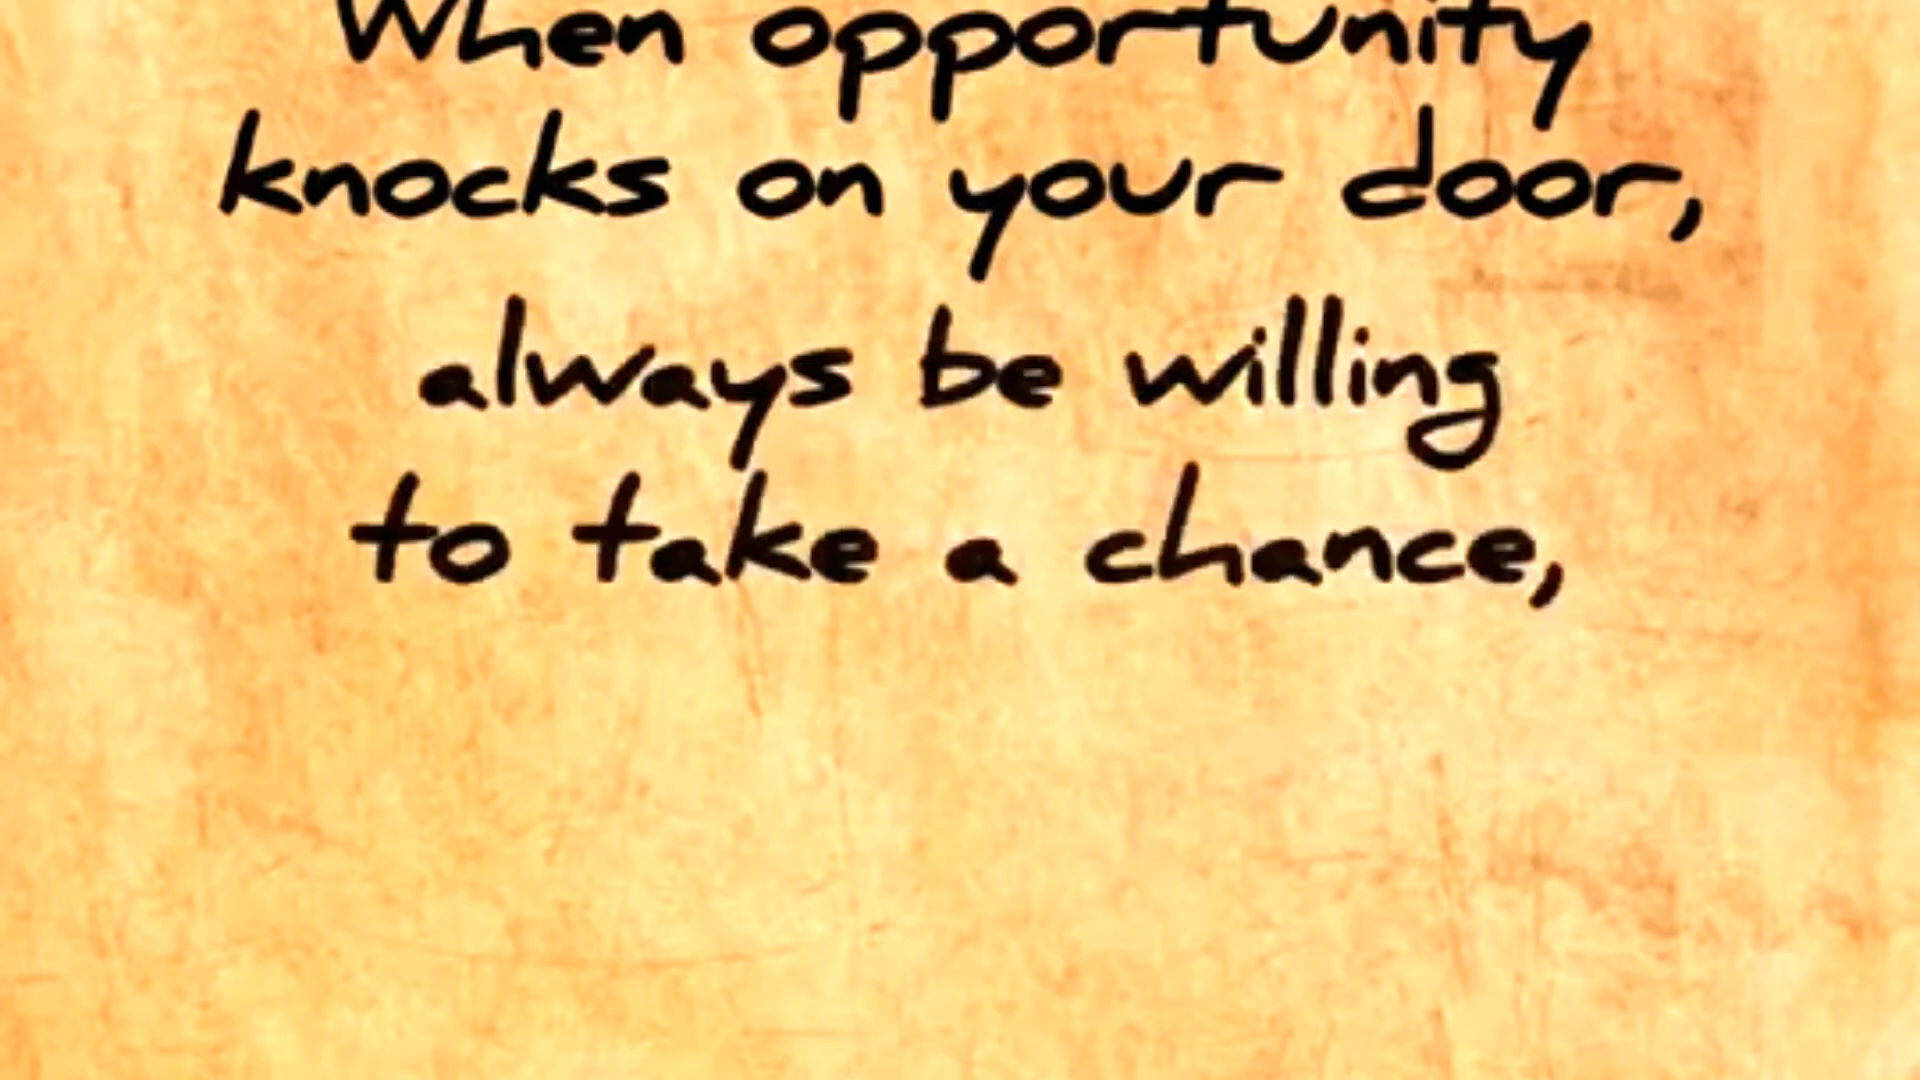 When opportunity
knocks on your door,
always be willing
to take a chance,